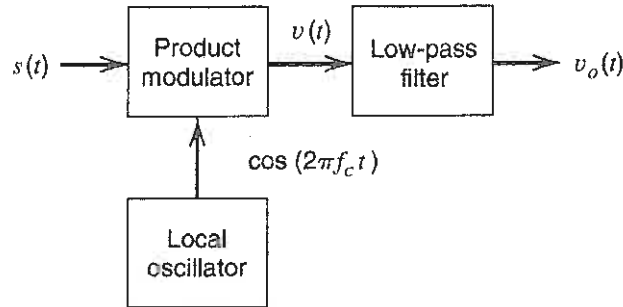 s(t)
Product
modulator
v(t)
Low-pass
filter
v_o(t)
cos (2πf_c t)
Local
oscillator